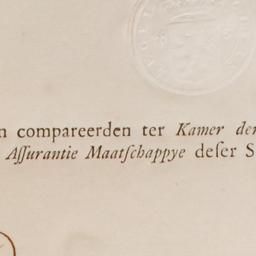 n compareerden ter Kamer der
Aſſurantie Maatſchappye deſer S